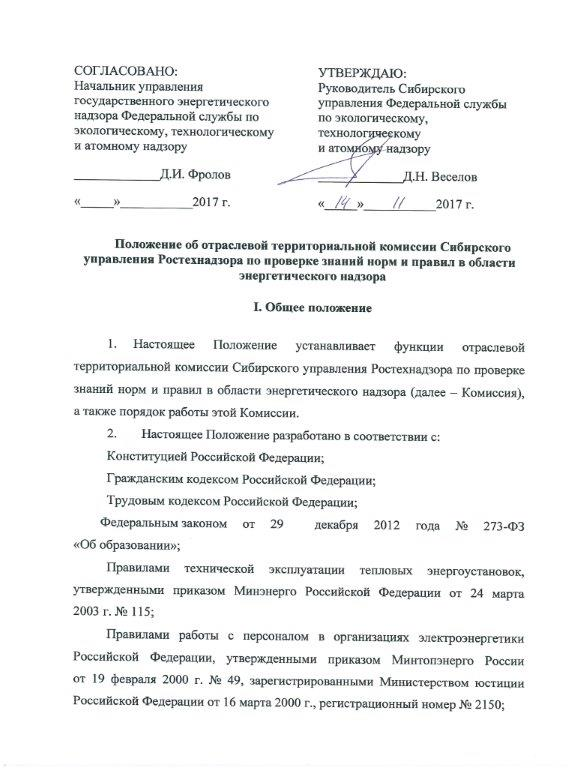 СОГЛАСОВАНО:
Начальник управления
государственного энергетического
надзора Федеральной службы по
экологическому, технологическому
и атомному надзору
_____________Д.И. Фролов
«_____»___________2017 г.
УТВЕРЖДАЮ:
Руководитель Сибирского
управления Федеральной службы
по экологическому,
технологическому
и атомному надзору
_____________Д.Н. Веселов
«_14_»____11_____2017 г.
Положение об отраслевой территориальной комиссии Сибирского
управления Ростехнадзора по проверке знаний норм и правил в области
энергетического надзора
I. Общее положение
1. Настоящее Положение устанавливает функции отраслевой
территориальной комиссии Сибирского управления Ростехнадзора по проверке
знаний норм и правил в области энергетического надзора (далее – Комиссия),
а также порядок работы этой Комиссии.
2. Настоящее Положение разработано в соответствии с:
Конституцией Российской Федерации;
Гражданским кодексом Российской Федерации;
Трудовым кодексом Российской Федерации;
Федеральным законом от 29 декабря 2012 года № 273-ФЗ
«Об образовании»;
Правилами технической эксплуатации тепловых энергоустановок,
утвержденными приказом Минэнерго Российской Федерации от 24 марта
2003 г. № 115;
Правилами работы с персоналом в организациях электроэнергетики
Российской Федерации, утвержденными приказом Минтопэнерго России
от 19 февраля 2000 г. № 49, зарегистрированными Министерством юстиции
Российской Федерации от 16 марта 2000 г., регистрационный номер № 2150;